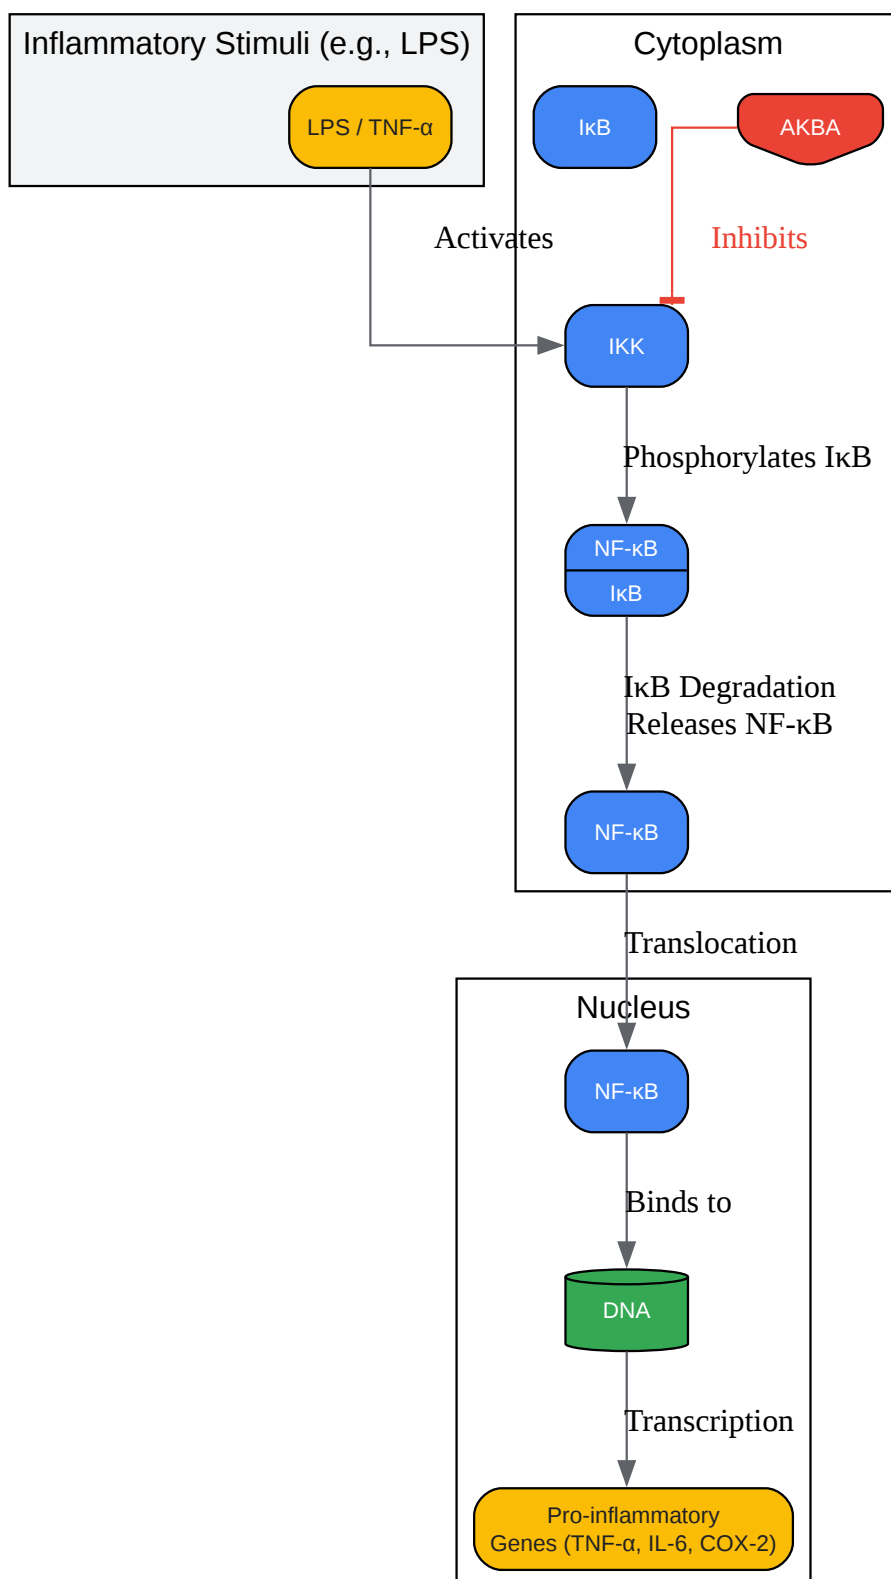 Inflammatory Stimuli (e.g., LPS)
Cytoplasm
LPS / TNF-α
IκB
AKBA
Activates
Inhibits
IKK
Phosphorylates IκB
NF-κB
IκB
IκB Degradation
Releases NF-κB
NF-κB
Translocation
Nucleus
NF-κB
Binds to
DNA
Transcription
Pro-inflammatory
Genes (TNF-α, IL-6, COX-2)